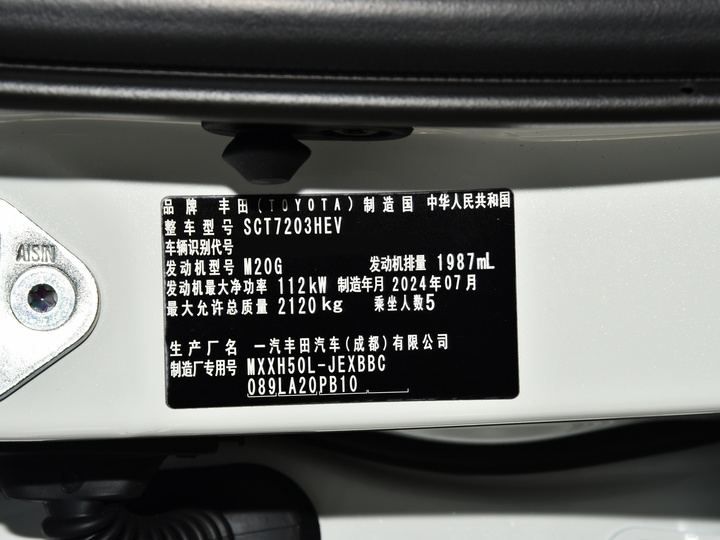 AISIN
品牌 丰田(TOYOTA) 制造国 中华人民共和国
整车型号 SCT7203HEV
车辆识别代号
发动机型号 M20G 发动机排量 1987mL
发动机最大净功率 112kW 制造年月 2024年07月
最大允许总质量 2120kg 乘坐人数5
生产厂名 一汽丰田汽车(成都)有限公司
制造厂专用号 MXXH50L-JEXBBC
089LA20PB10